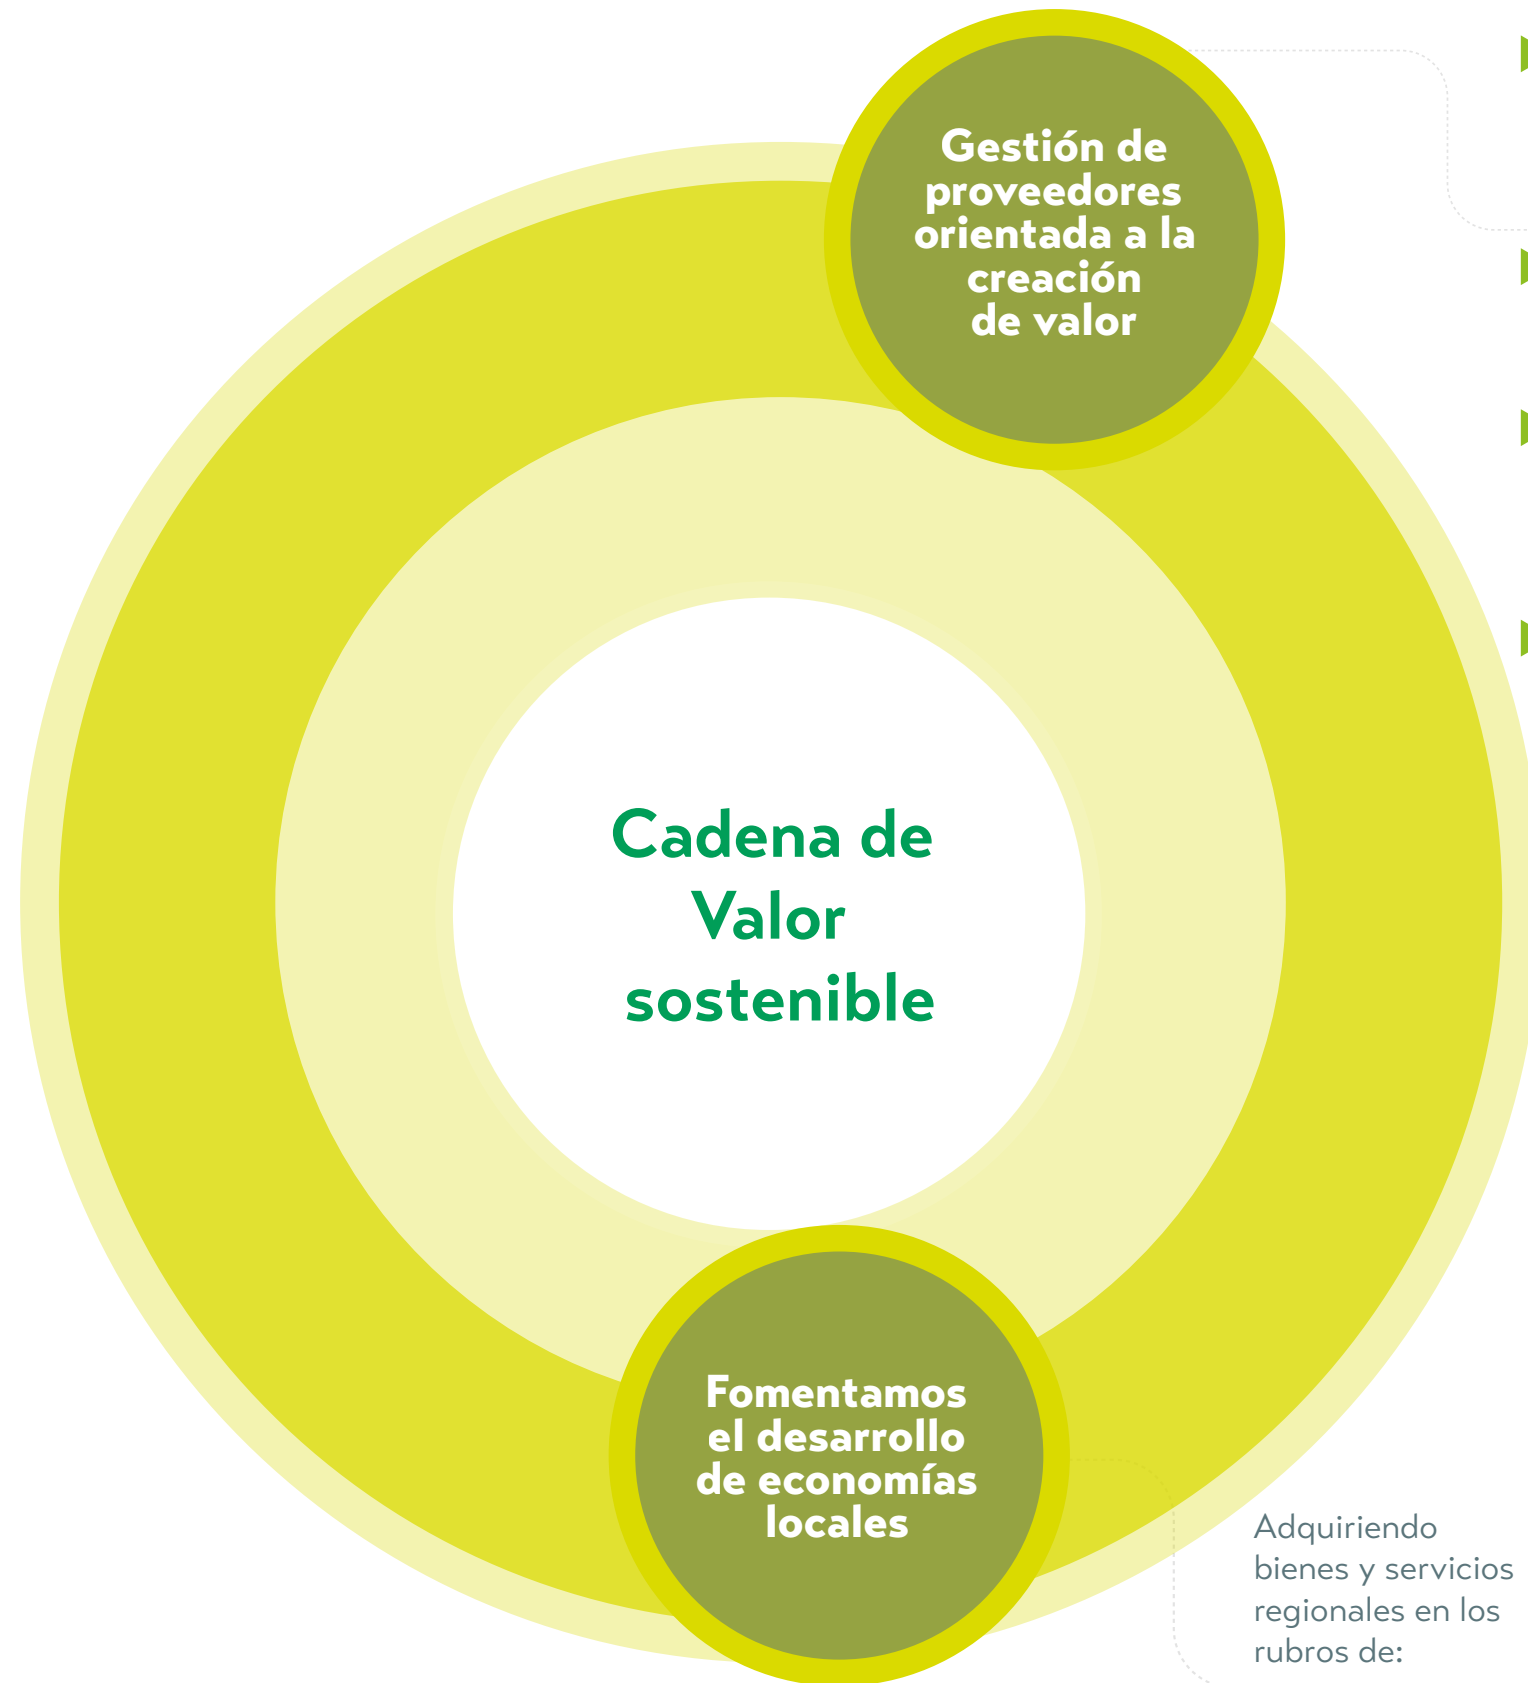 Gestión de
proveedores
orientada a la
creación
de valor
Cadena de
Valor
sostenible
Fomentamos
el desarrollo
de economías
locales
Adquiriendo
bienes y servicios
regionales en los
rubros de: